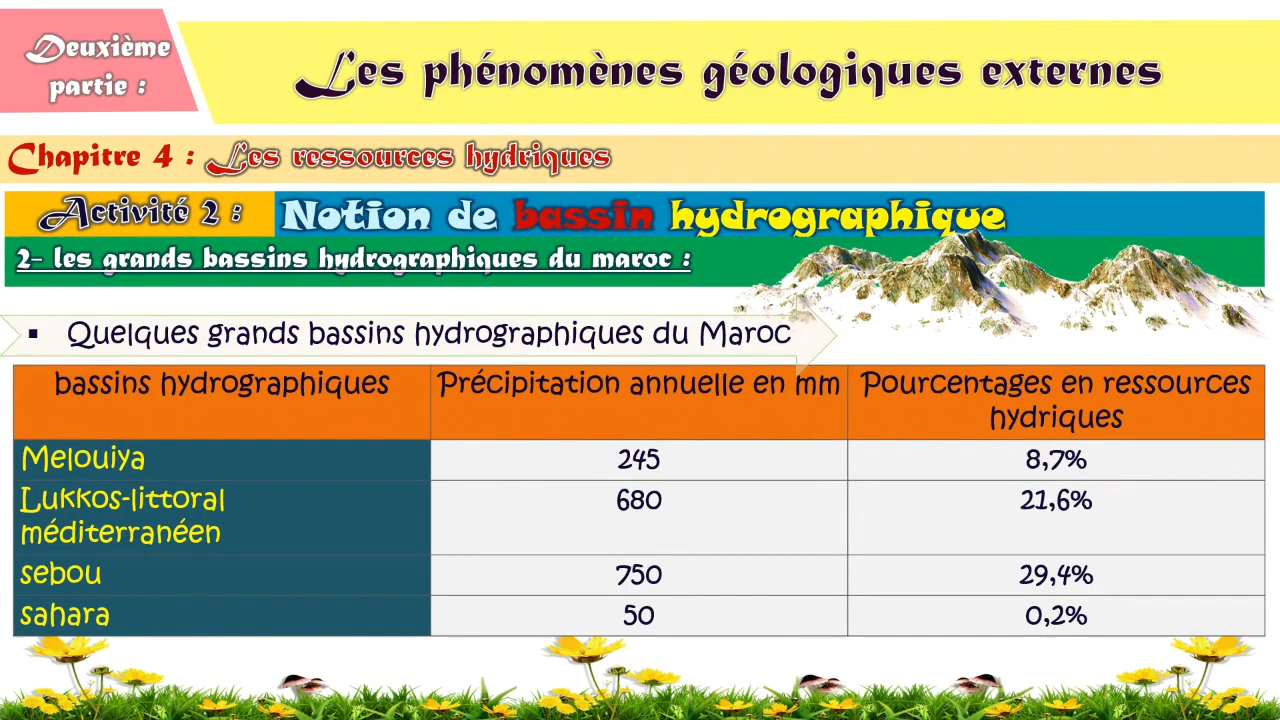 Deuxième
partie :
Les phénomènes géologiques externes
Chapitre 4 : Les ressources hydriques
Activité 2 : Notion de bassin hydrographique
2- les grands bassins hydrographiques du maroc :
▪ Quelques grands bassins hydrographiques du Maroc
bassins hydrographiques Précipitation annuelle en mm Pourcentages en ressources
hydriques
Melouiya 245 8,7%
Lukkos-littoral 680 21,6%
méditerranéen
sebou 750 29,4%
sahara 50 0,2%